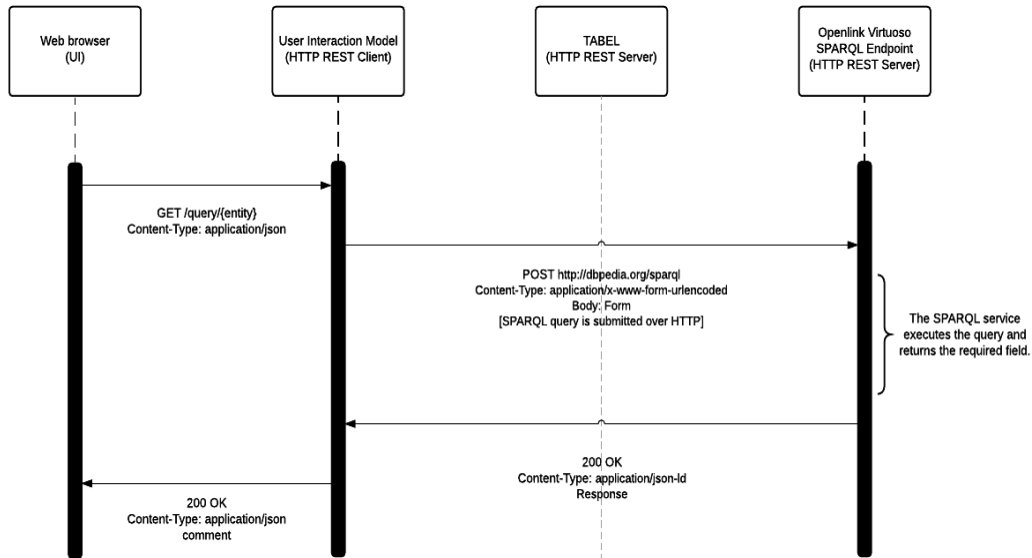 Web browser
(UI)
User Interaction Model
(HTTP REST Client)
TABEL
(HTTP REST Server)
Openlink Virtuoso
SPARQL Endpoint
(HTTP REST Server)
GET /query/{entity}
Content-Type: application/json
POST http://dbpedia.org/sparql
Content-Type: application/x-www-form-urlencoded
Body: Form
[SPARQL query is submitted over HTTP]
The SPARQL service
executes the query and
returns the required field.
200 OK
Content-Type: application/json-ld
Response
200 OK
Content-Type: application/json
comment